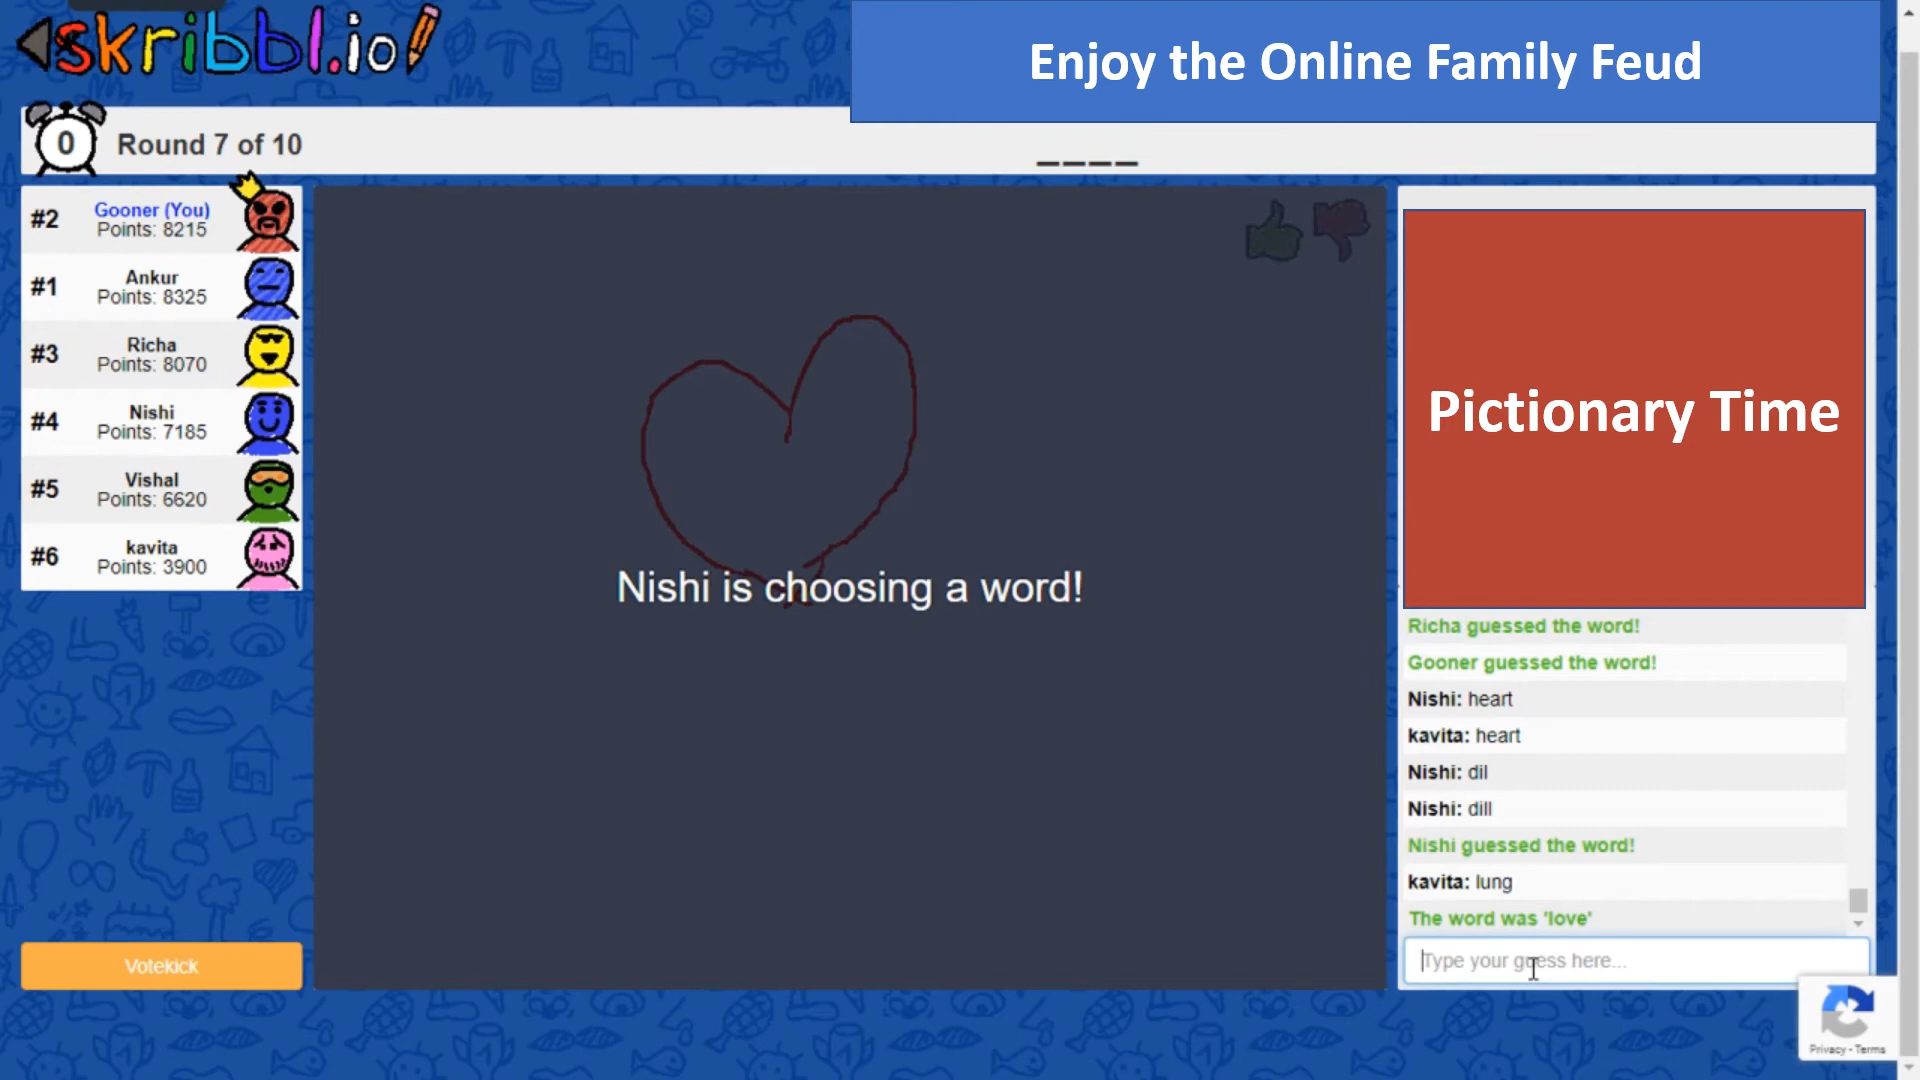 skribbl.io
Enjoy the Online Family Feud
0
Round 7 of 10
____
#2
Gooner (You)
Points: 8215
#1
Ankur
Points: 8325
#3
Richa
Points: 8070
#4
Nishi
Points: 7185
#5
Vishal
Points: 6620
#6
kavita
Points: 3900
Votekick
Nishi is choosing a word!
Pictionary Time
Richa guessed the word!
Gooner guessed the word!
Nishi: heart
kavita: heart
Nishi: dil
Nishi: dill
Nishi guessed the word!
kavita: lung
The word was 'love'
Type your guess here...
Privacy - Terms